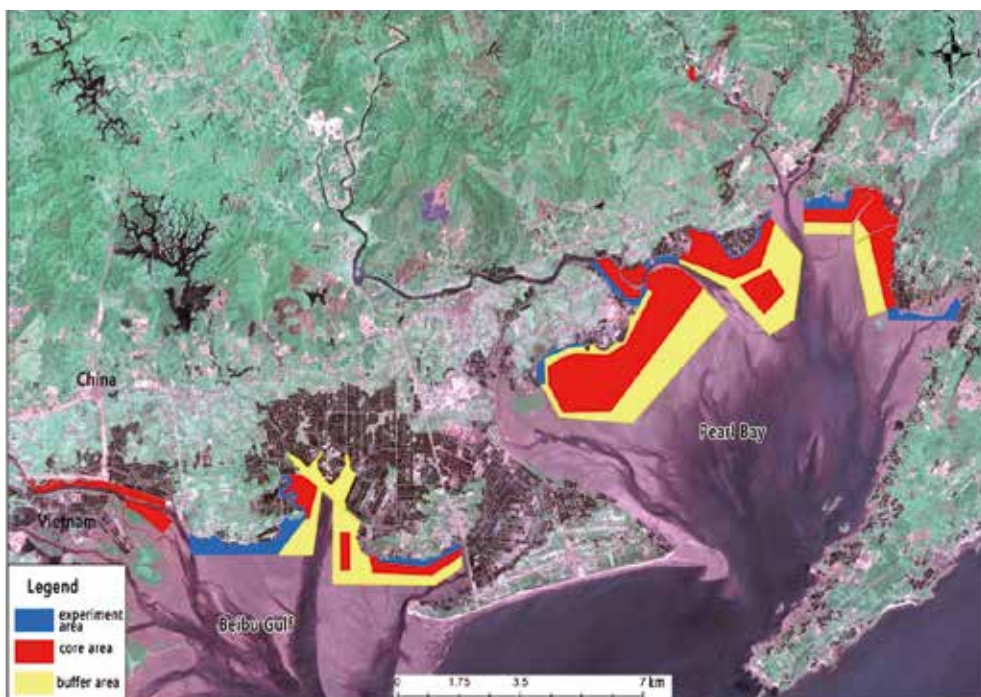 China
Vietnam
Pearl Bay
Beibu Gulf
Legend
experiment
area
core area
buffer area
0 1.75 3.5 7 km